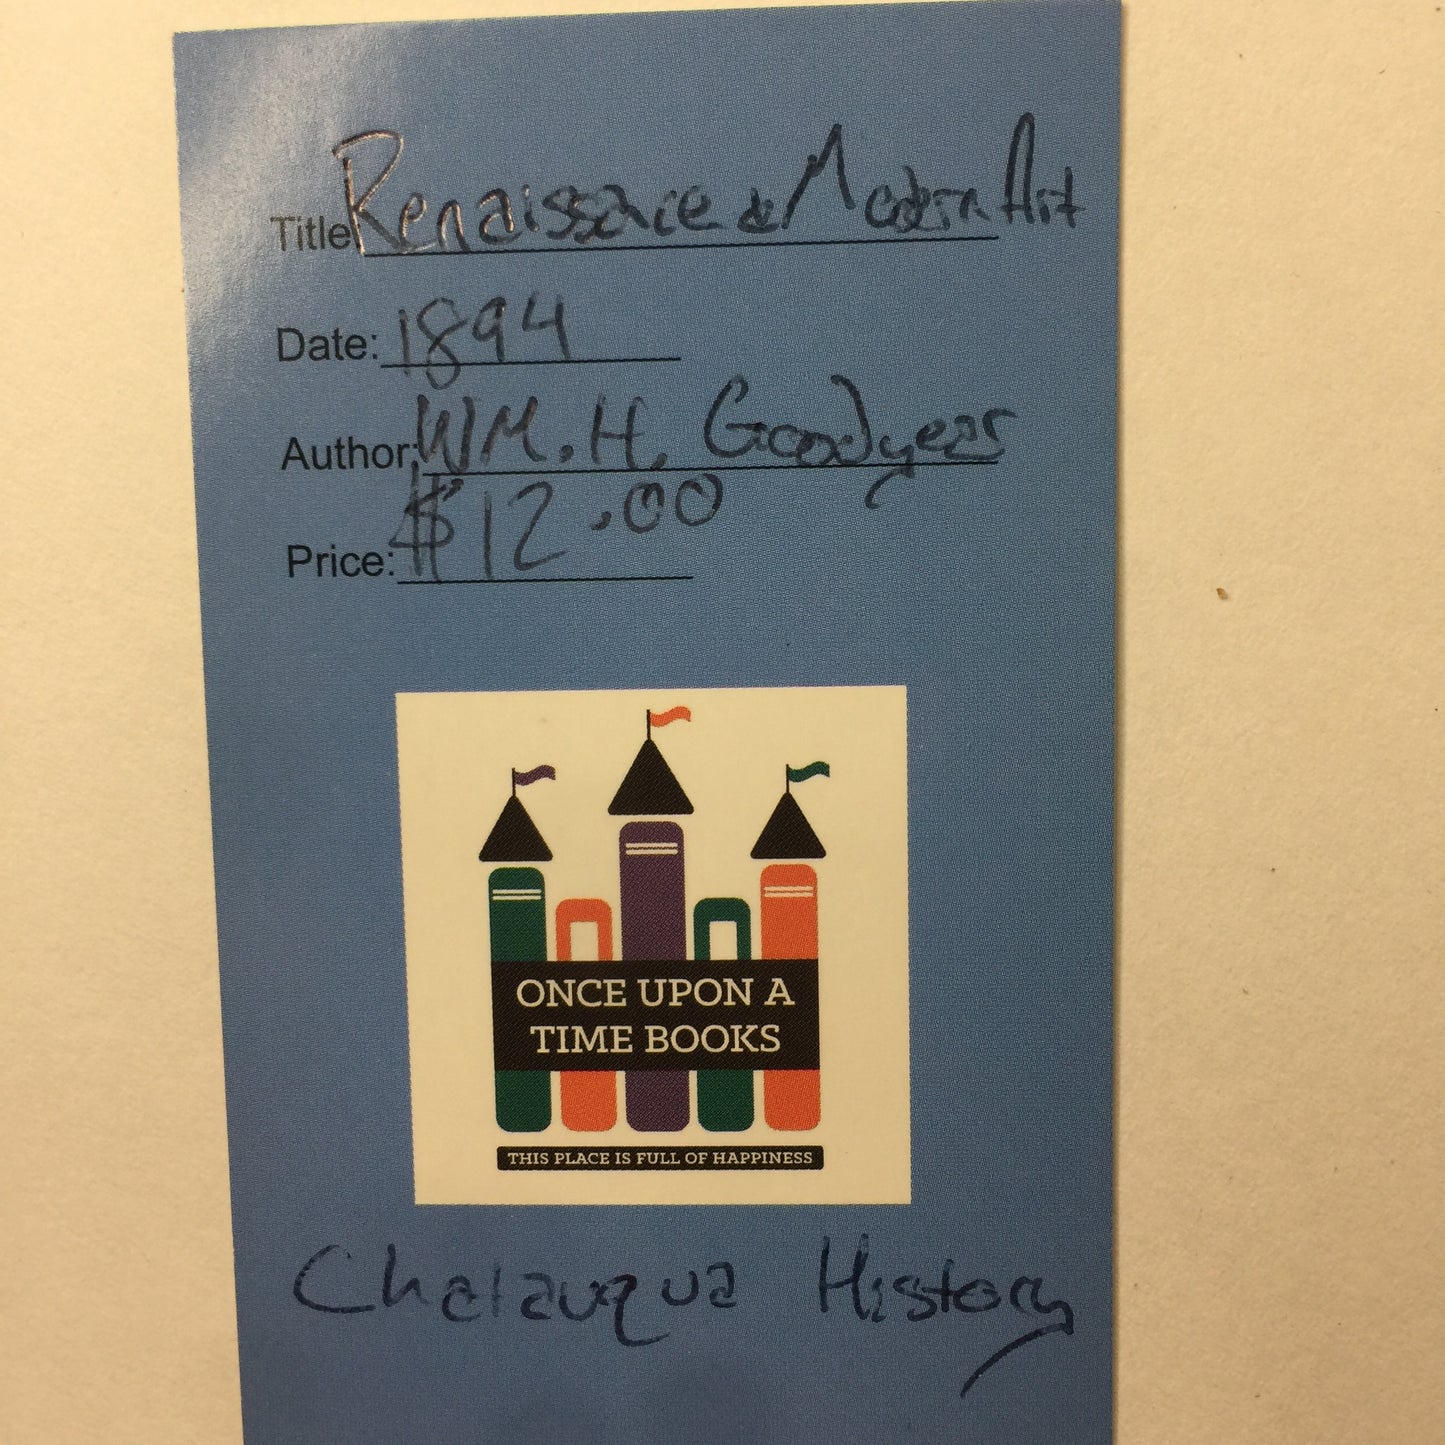 Title Renaissance & Modern Art
Date: 1894
Author: WM. H. Goodyear
Price: $12.00
ONCE UPON A
TIME BOOKS
THIS PLACE IS FULL OF HAPPINESS
Chatauqua History